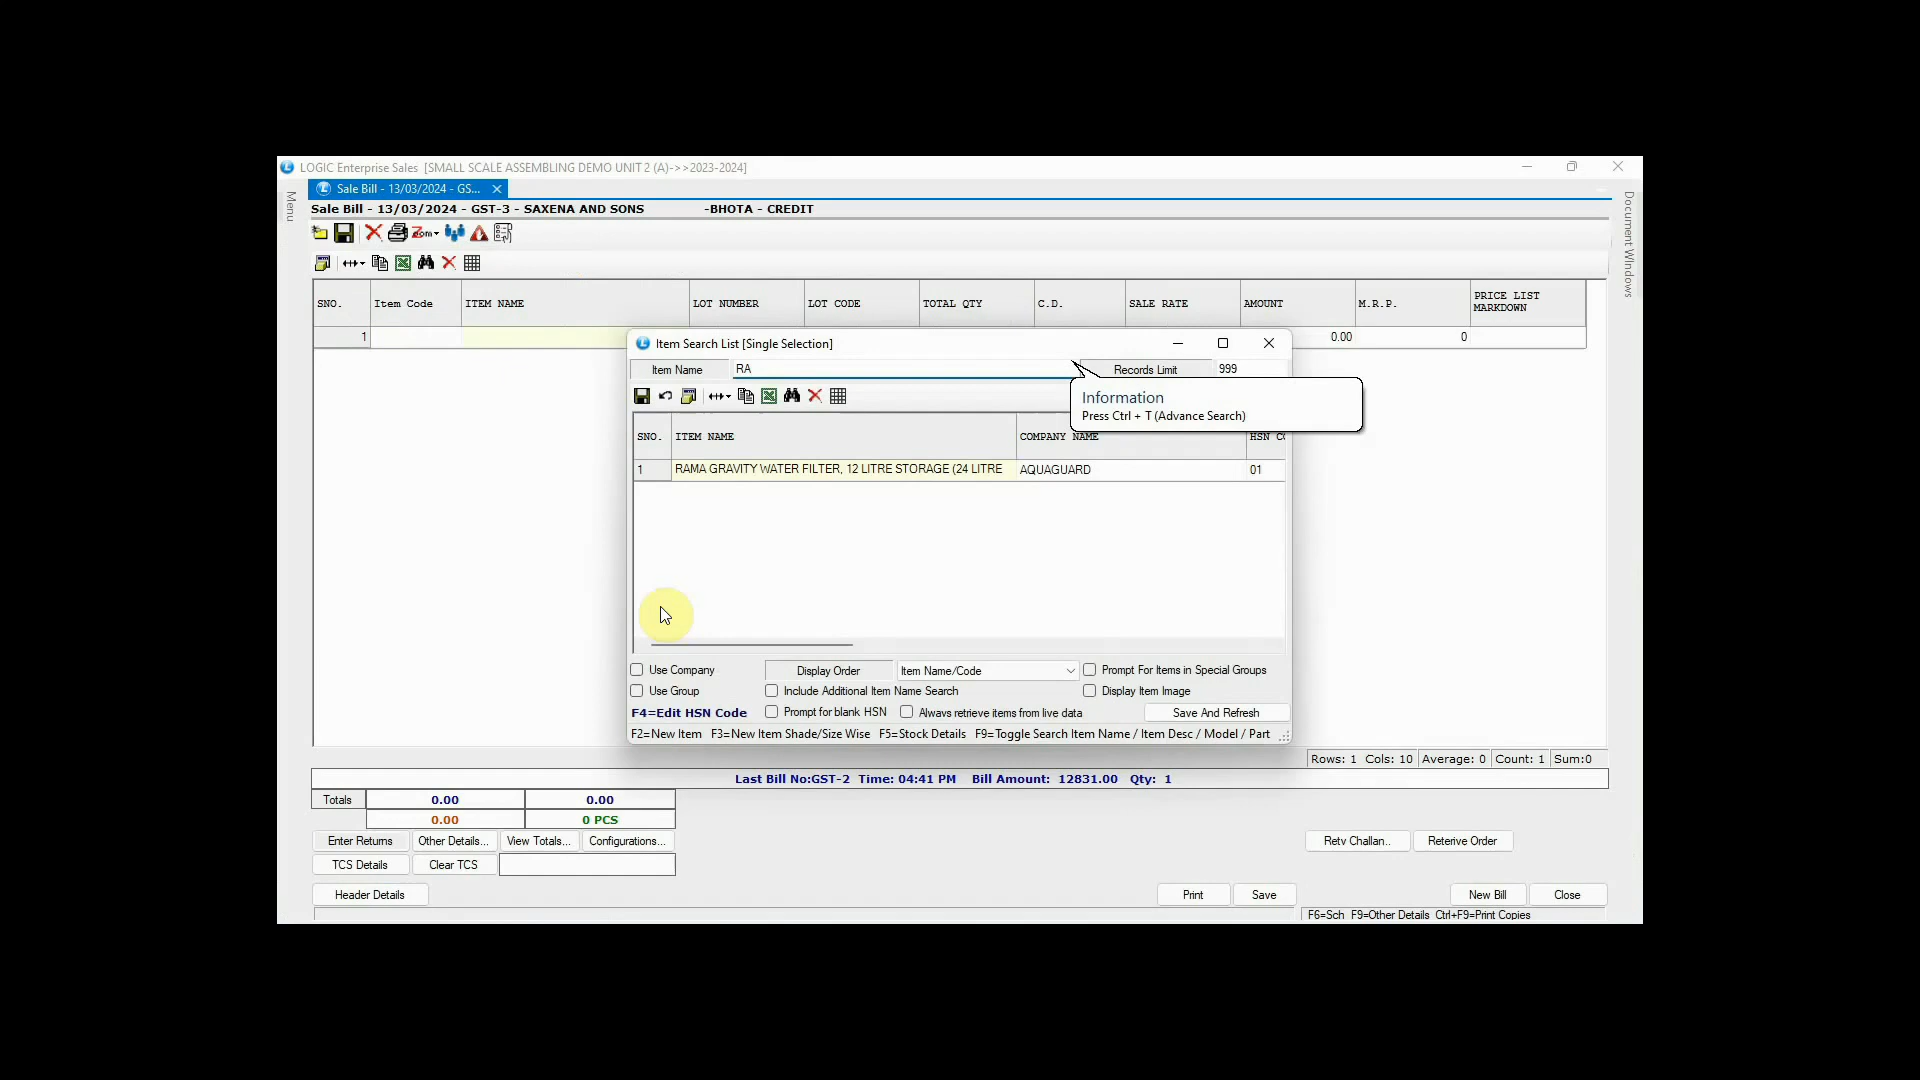 LOGIC Enterprise Sales [SMALL SCALE ASSEMBLING DEMO UNIT 2 (A)->>2023-2024]
Menu
Sale Bill - 13/03/2024 - GS...
Document Windows
Sale Bill - 13/03/2024 - GST-3 - SAXENA AND SONS -BHOTA - CREDIT
Zoom
SNO. Item Code ITEM NAME LOT NUMBER LOT CODE TOTAL QTY C.D. SALE RATE AMOUNT M.R.P. PRICE LIST
MARKDOWN
1 0.00 0
Item Search List [Single Selection]
Item Name RA Records Limit 999
Information
Press Ctrl + T (Advance Search)
SNO. ITEM NAME COMPANY NAME HSN CO
1 RAMA GRAVITY WATER FILTER, 12 LITRE STORAGE (24 LITRE AQUAGUARD 01
Use Company Display Order Item Name/Code Prompt For Items in Special Groups
Use Group Include Additional Item Name Search Display Item Image
F4=Edit HSN Code Prompt for blank HSN Always retrieve items from live data Save And Refresh
F2=New Item F3=New Item Shade/Size Wise F5=Stock Details F9=Toggle Search Item Name / Item Desc / Model / Part
Rows: 1 Cols: 10 Average: 0 Count: 1 Sum:0
Last Bill No:GST-2 Time: 04:41 PM Bill Amount: 12831.00 Qty: 1
Totals 0.00 0.00
0.00 0 PCS
Enter Returns Other Details... View Totals... Configurations... Retv Challan.. Reterive Order
TCS Details Clear TCS
Header Details Print Save New Bill Close
F6=Sch F9=Other Details Ctrl+F9=Print Copies